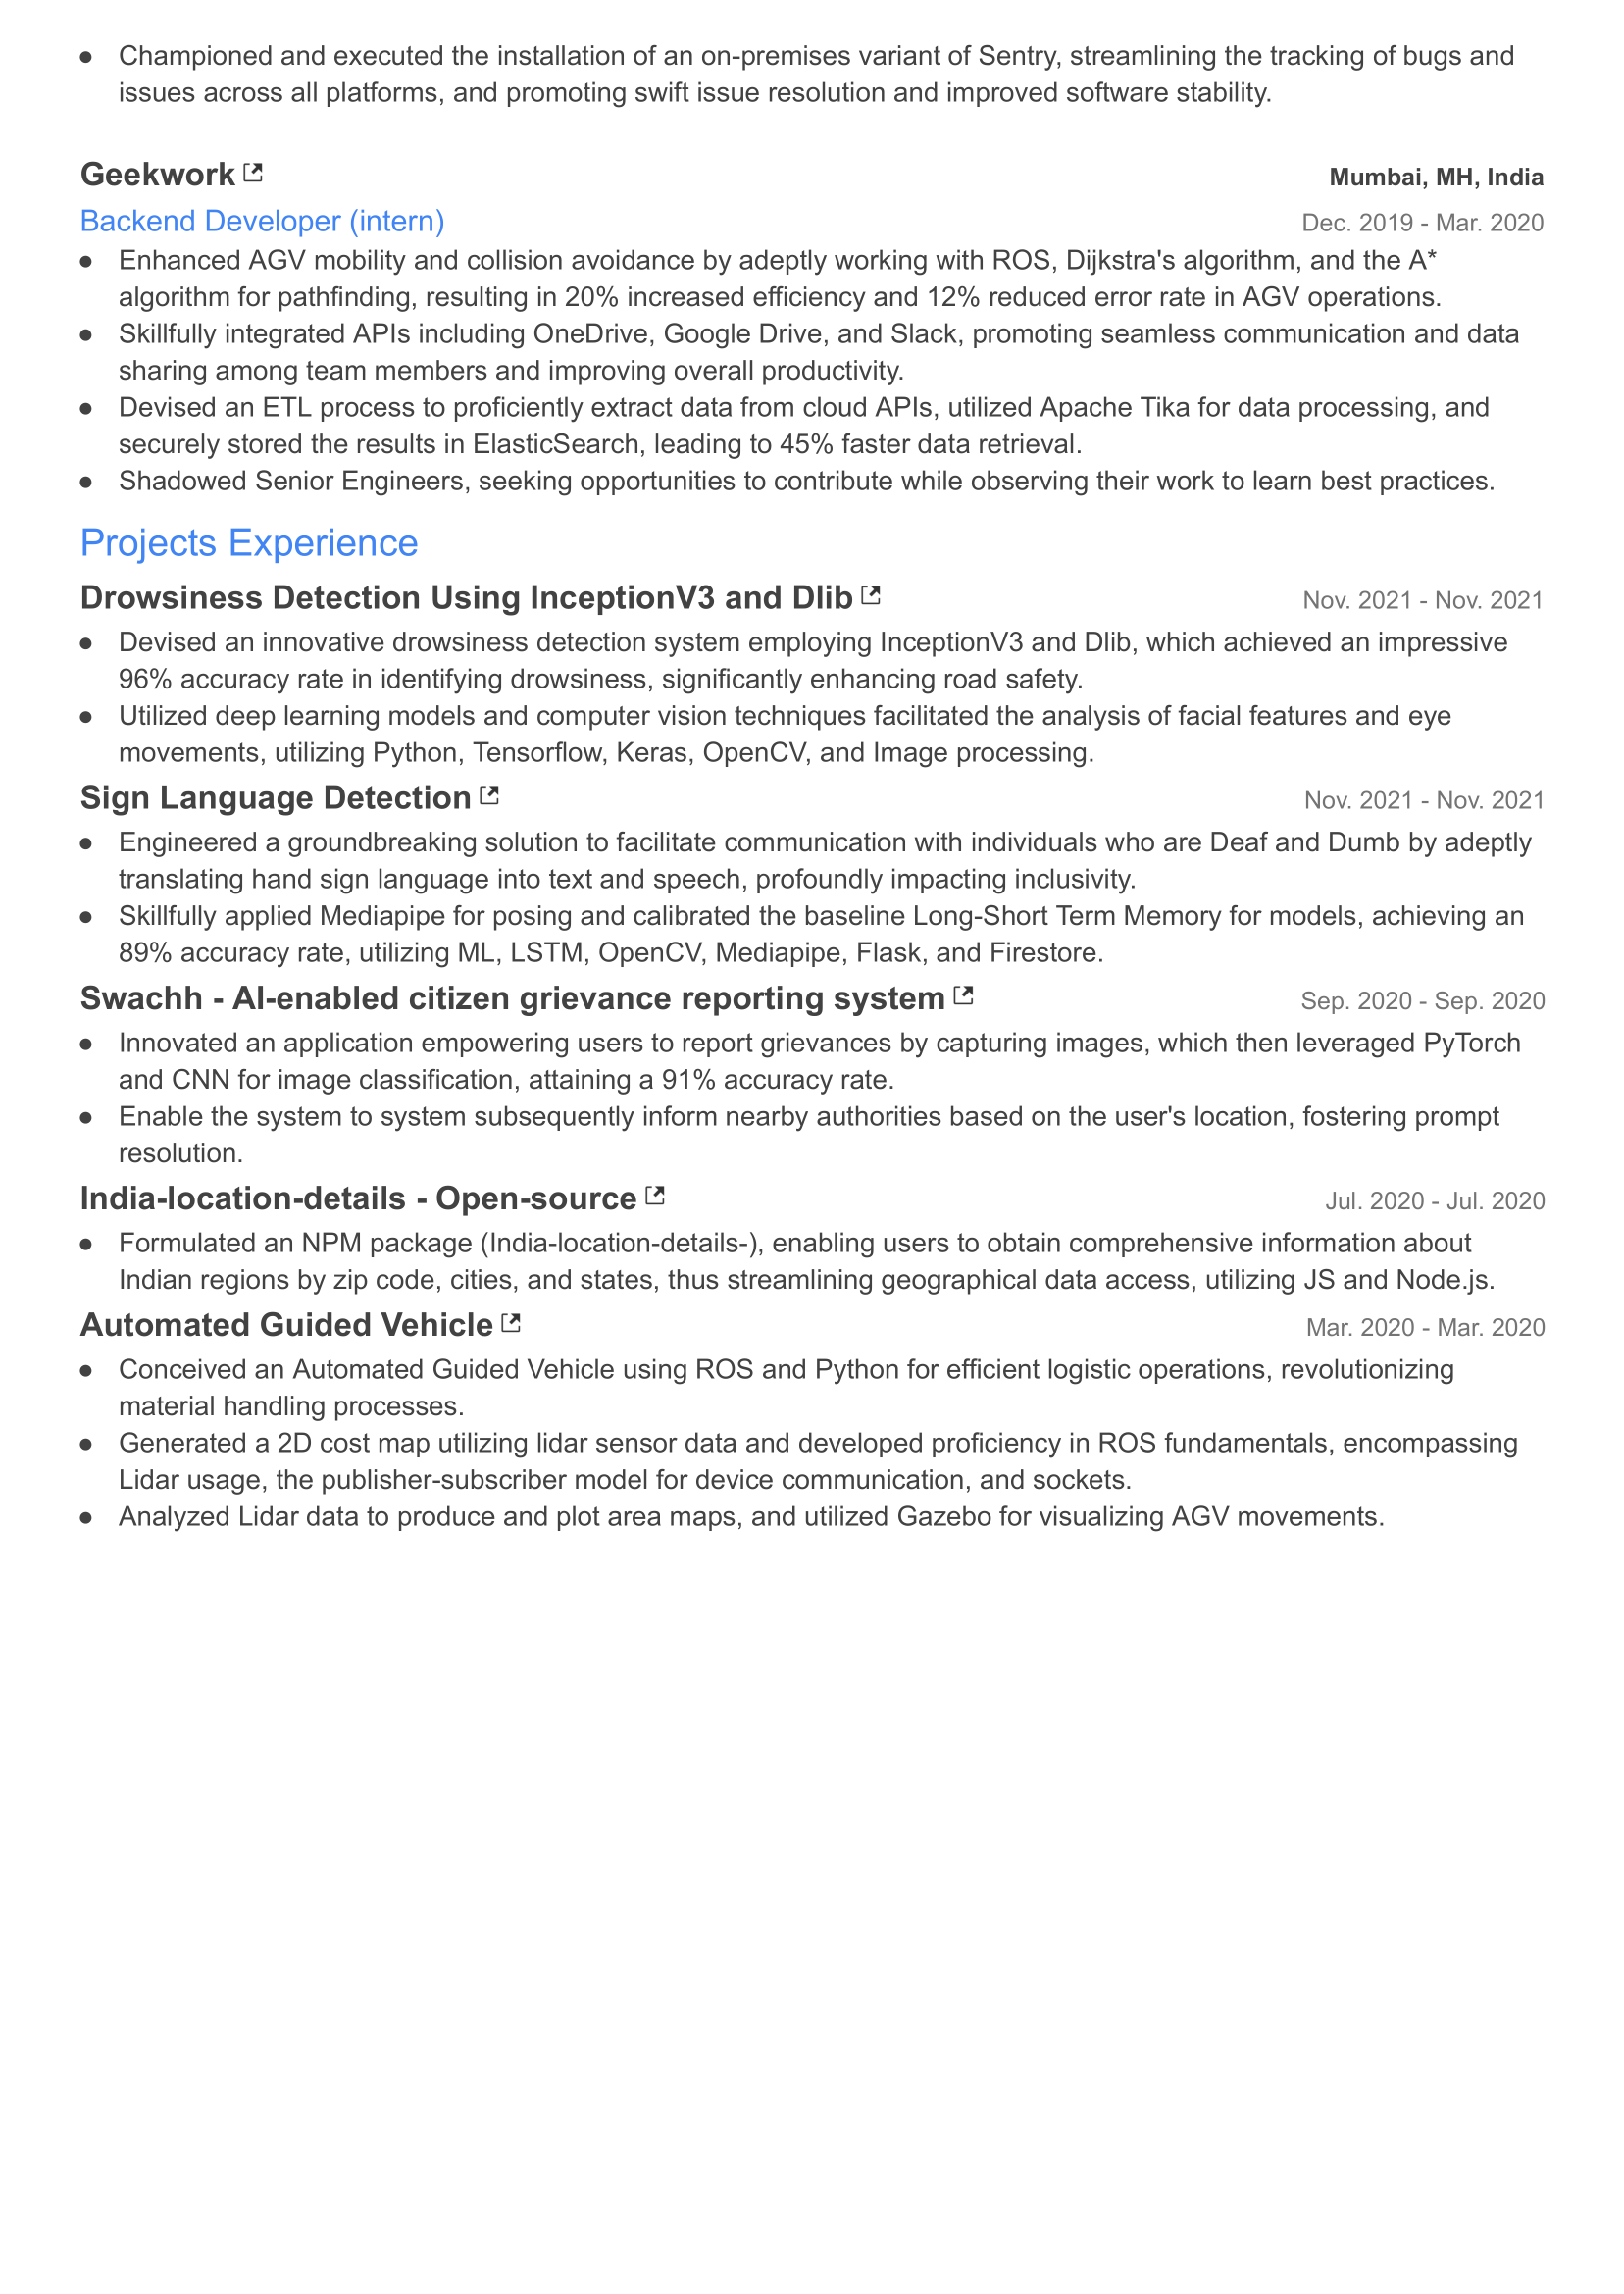 ● Championed and executed the installation of an on-premises variant of Sentry, streamlining the tracking of bugs and
issues across all platforms, and promoting swift issue resolution and improved software stability.
Geekwork Mumbai, MH, India
Backend Developer (intern) Dec. 2019 - Mar. 2020
● Enhanced AGV mobility and collision avoidance by adeptly working with ROS, Dijkstra's algorithm, and the A*
algorithm for pathfinding, resulting in 20% increased efficiency and 12% reduced error rate in AGV operations.
● Skillfully integrated APIs including OneDrive, Google Drive, and Slack, promoting seamless communication and data
sharing among team members and improving overall productivity.
● Devised an ETL process to proficiently extract data from cloud APIs, utilized Apache Tika for data processing, and
securely stored the results in ElasticSearch, leading to 45% faster data retrieval.
● Shadowed Senior Engineers, seeking opportunities to contribute while observing their work to learn best practices.
Projects Experience
Drowsiness Detection Using InceptionV3 and Dlib Nov. 2021 - Nov. 2021
● Devised an innovative drowsiness detection system employing InceptionV3 and Dlib, which achieved an impressive
96% accuracy rate in identifying drowsiness, significantly enhancing road safety.
● Utilized deep learning models and computer vision techniques facilitated the analysis of facial features and eye
movements, utilizing Python, Tensorflow, Keras, OpenCV, and Image processing.
Sign Language Detection Nov. 2021 - Nov. 2021
● Engineered a groundbreaking solution to facilitate communication with individuals who are Deaf and Dumb by adeptly
translating hand sign language into text and speech, profoundly impacting inclusivity.
● Skillfully applied Mediapipe for posing and calibrated the baseline Long-Short Term Memory for models, achieving an
89% accuracy rate, utilizing ML, LSTM, OpenCV, Mediapipe, Flask, and Firestore.
Swachh - AI-enabled citizen grievance reporting system Sep. 2020 - Sep. 2020
● Innovated an application empowering users to report grievances by capturing images, which then leveraged PyTorch
and CNN for image classification, attaining a 91% accuracy rate.
● Enable the system to system subsequently inform nearby authorities based on the user's location, fostering prompt
resolution.
India-location-details - Open-source Jul. 2020 - Jul. 2020
● Formulated an NPM package (India-location-details-), enabling users to obtain comprehensive information about
Indian regions by zip code, cities, and states, thus streamlining geographical data access, utilizing JS and Node.js.
Automated Guided Vehicle Mar. 2020 - Mar. 2020
● Conceived an Automated Guided Vehicle using ROS and Python for efficient logistic operations, revolutionizing
material handling processes.
● Generated a 2D cost map utilizing lidar sensor data and developed proficiency in ROS fundamentals, encompassing
Lidar usage, the publisher-subscriber model for device communication, and sockets.
● Analyzed Lidar data to produce and plot area maps, and utilized Gazebo for visualizing AGV movements.